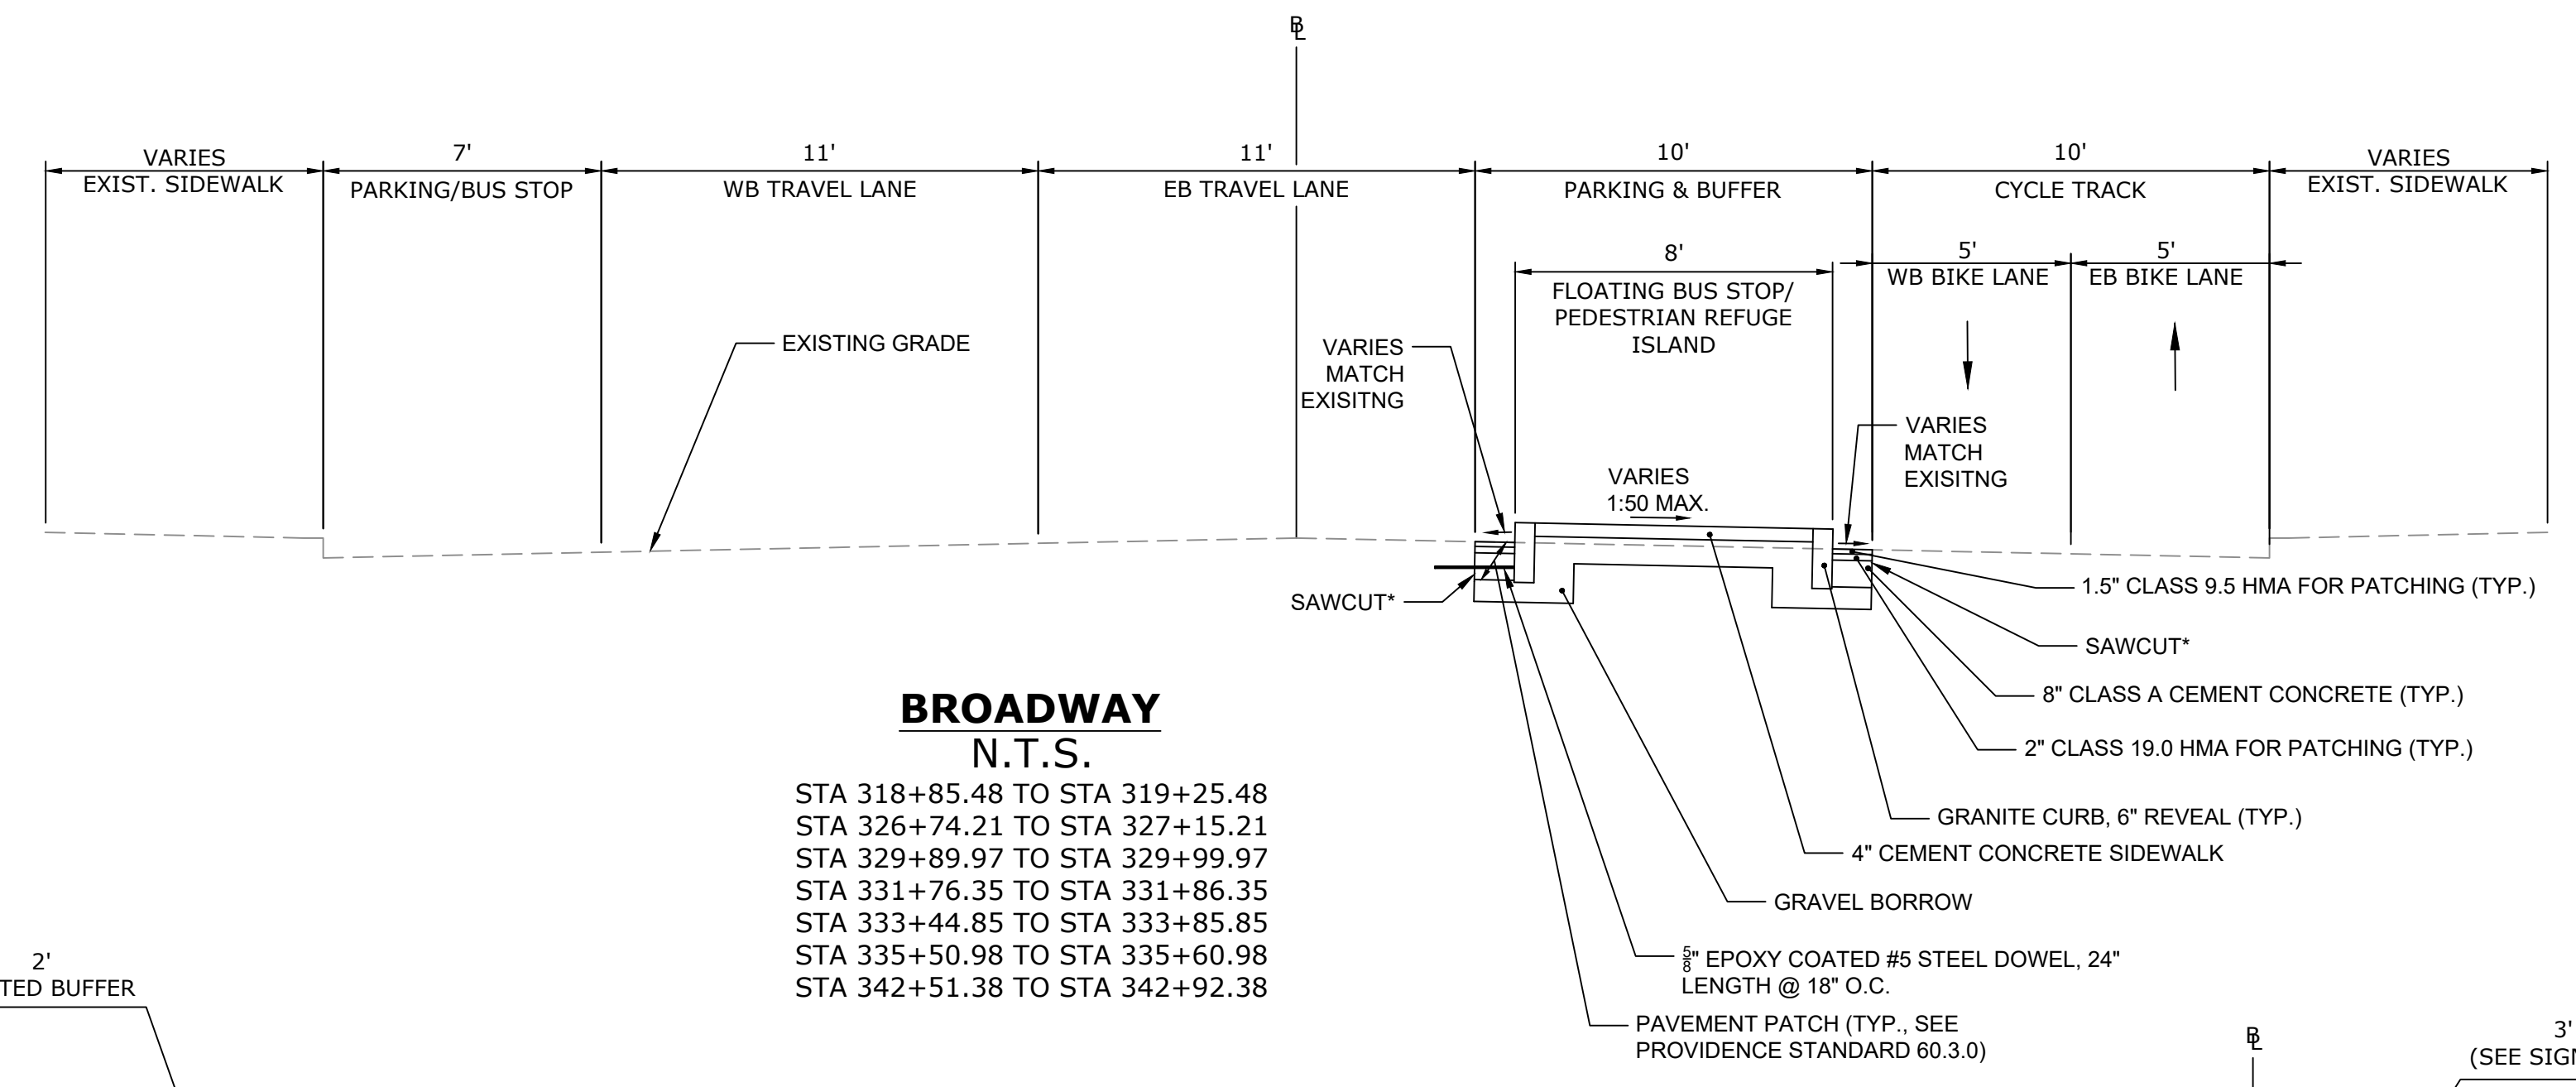 B
L
VARIES
EXIST. SIDEWALK
7'
PARKING/BUS STOP
11'
WB TRAVEL LANE
11'
EB TRAVEL LANE
10'
PARKING & BUFFER
10'
CYCLE TRACK
VARIES
EXIST. SIDEWALK
8'
FLOATING BUS STOP/
PEDESTRIAN REFUGE
ISLAND
5'
WB BIKE LANE
5'
EB BIKE LANE
EXISTING GRADE
VARIES
MATCH
EXISITNG
VARIES
MATCH
EXISITNG
VARIES
1:50 MAX.
SAWCUT*
1.5" CLASS 9.5 HMA FOR PATCHING (TYP.)
SAWCUT*
8" CLASS A CEMENT CONCRETE (TYP.)
2" CLASS 19.0 HMA FOR PATCHING (TYP.)
GRANITE CURB, 6" REVEAL (TYP.)
4" CEMENT CONCRETE SIDEWALK
GRAVEL BORROW
5/8" EPOXY COATED #5 STEEL DOWEL, 24"
LENGTH @ 18" O.C.
PAVEMENT PATCH (TYP., SEE
PROVIDENCE STANDARD 60.3.0)
BROADWAY
N.T.S.
STA 318+85.48 TO STA 319+25.48
STA 326+74.21 TO STA 327+15.21
STA 329+89.97 TO STA 329+99.97
STA 331+76.35 TO STA 331+86.35
STA 333+44.85 TO STA 333+85.85
STA 335+50.98 TO STA 335+60.98
STA 342+51.38 TO STA 342+92.38
2'
TED BUFFER
B
L
3'
(SEE SIGN